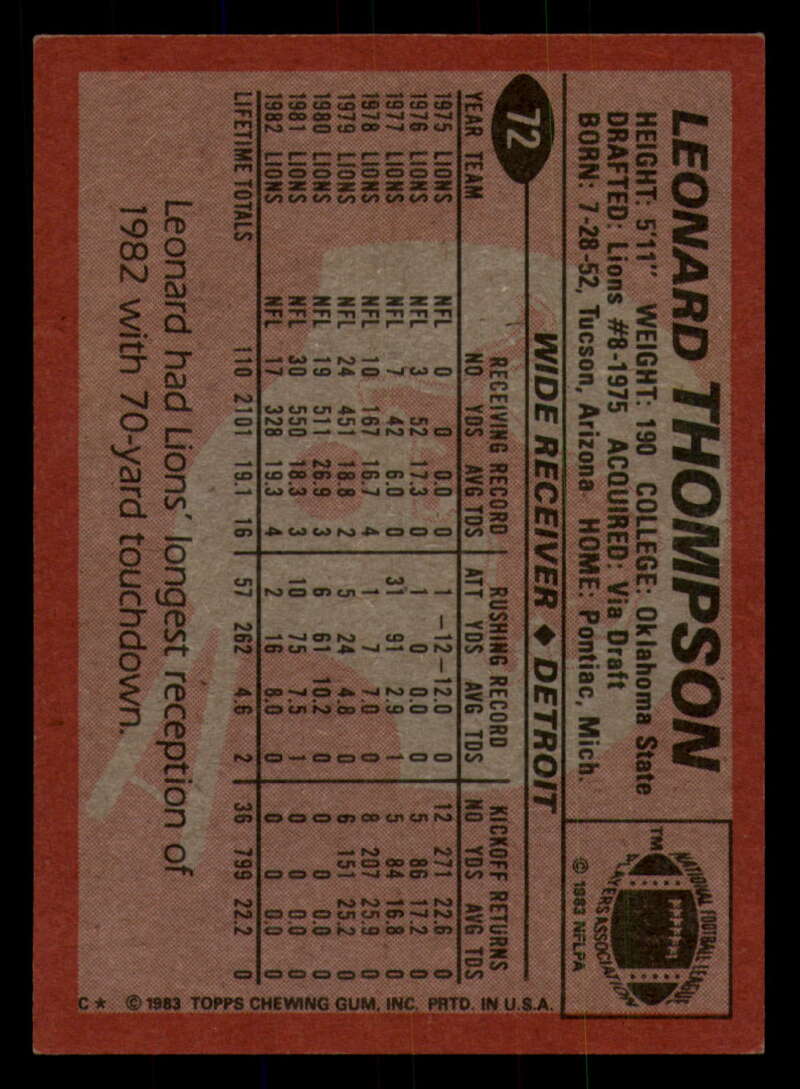 LEONARD THOMPSON
HEIGHT: 5'11" WEIGHT: 190 COLLEGE: Oklahoma State
DRAFTED: Lions #8-1975 ACQUIRED: Via Draft
BORN: 7-28-52, Tucson, Arizona HOME: Pontiac, Mich.
TM
NATIONAL FOOTBALL LEAGUE
PLAYERS ASSOCIATION
© 1983 NFLPA
72
WIDE RECEIVER ♦ DETROIT
RECEIVING RECORD RUSHING RECORD KICKOFF RETURNS
YEAR TEAM NO YDS AVG TDS ATT YDS AVG TDS NO YDS AVG TDS
1975 LIONS NFL 0 0 0.0 0 1 -12 -12.0 0 12 271 22.6 0
1976 LIONS NFL 3 52 17.3 0 1 0 0.0 0 5 86 17.2 0
1977 LIONS NFL 7 42 6.0 0 31 91 2.9 1 5 84 16.8 0
1978 LIONS NFL 10 167 16.7 4 1 7 7.0 0 8 207 25.9 0
1979 LIONS NFL 24 451 18.8 2 5 24 4.8 0 6 151 25.2 0
1980 LIONS NFL 19 511 26.9 3 6 61 10.2 0 0 0 0.0 0
1981 LIONS NFL 30 550 18.3 3 10 75 7.5 1 0 0 0.0 0
1982 LIONS NFL 17 328 19.3 4 2 16 8.0 0 0 0 0.0 0
LIFETIME TOTALS 110 2101 19.1 16 57 262 4.6 2 36 799 22.2 0
Leonard had Lions' longest reception of
1982 with 70-yard touchdown.
C * © 1983 TOPPS CHEWING GUM, INC. PRTD. IN U.S.A.